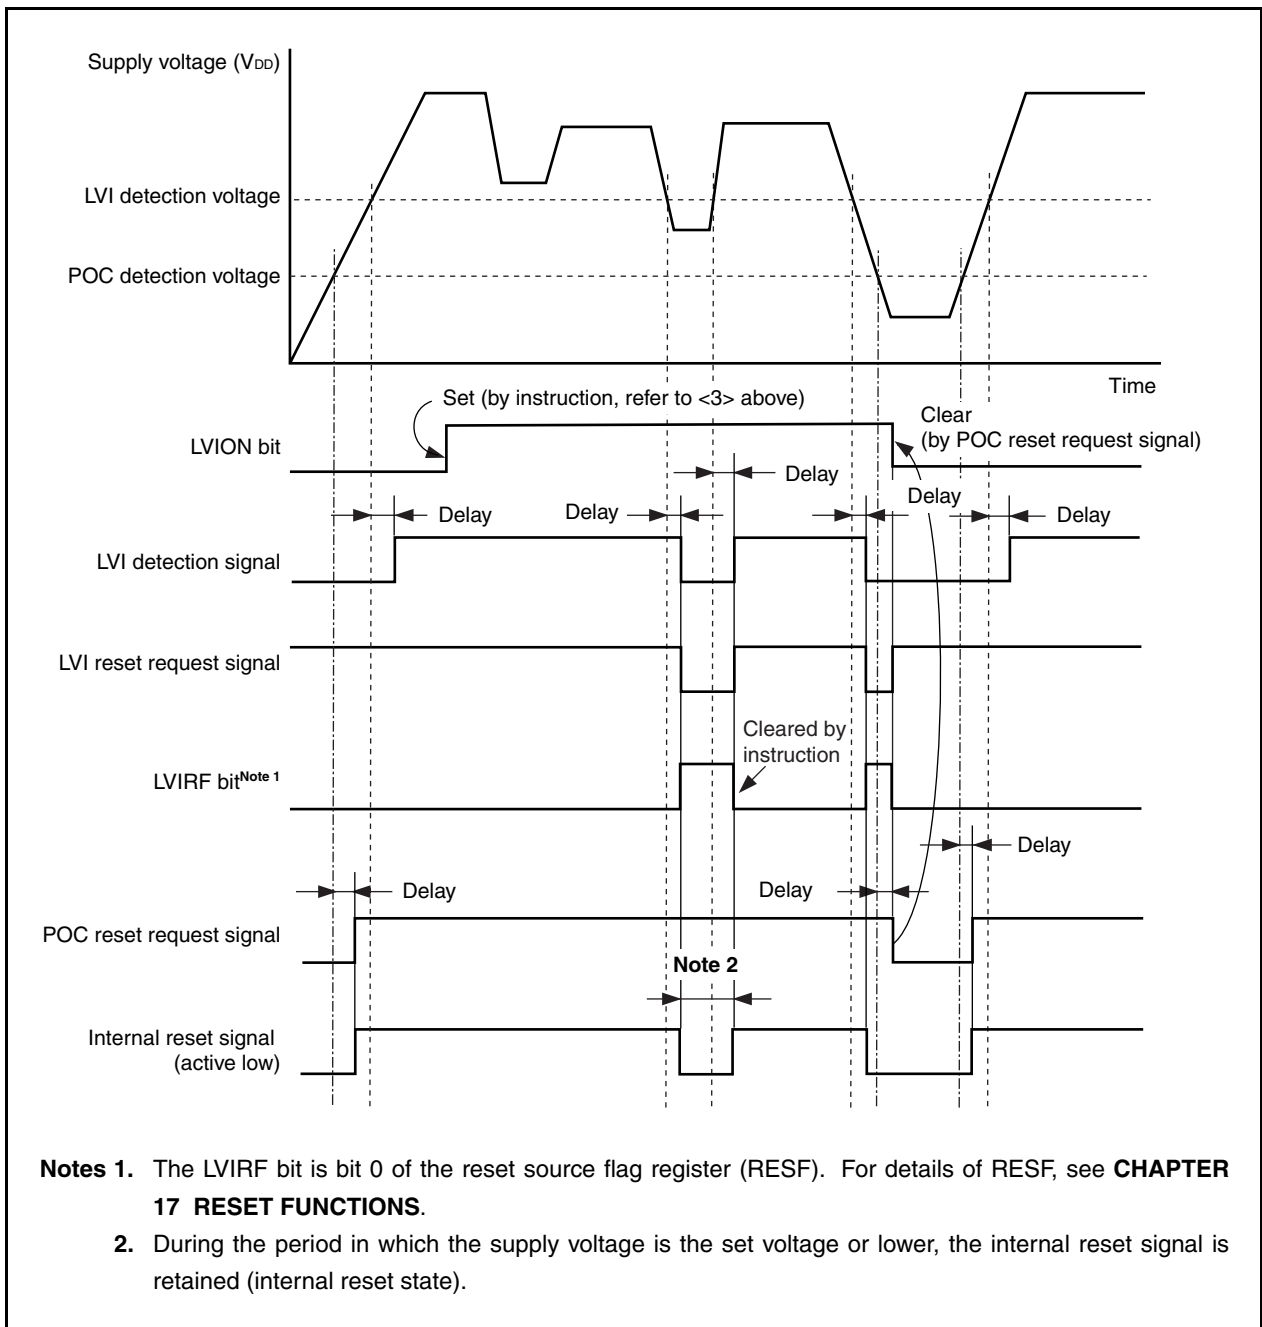 Supply voltage (VDD)
LVI detection voltage
POC detection voltage
Time
Set (by instruction, refer to <3> above)
Clear
(by POC reset request signal)
LVION bit
Delay
Delay
Delay
Delay
Delay
LVI detection signal
LVI reset request signal
Cleared by
instruction
LVIRF bitNote 1
Delay
Delay
Delay
POC reset request signal
Note 2
Internal reset signal
(active low)
Notes 1. The LVIRF bit is bit 0 of the reset source flag register (RESF). For details of RESF, see CHAPTER
17 RESET FUNCTIONS.
2. During the period in which the supply voltage is the set voltage or lower, the internal reset signal is
retained (internal reset state).